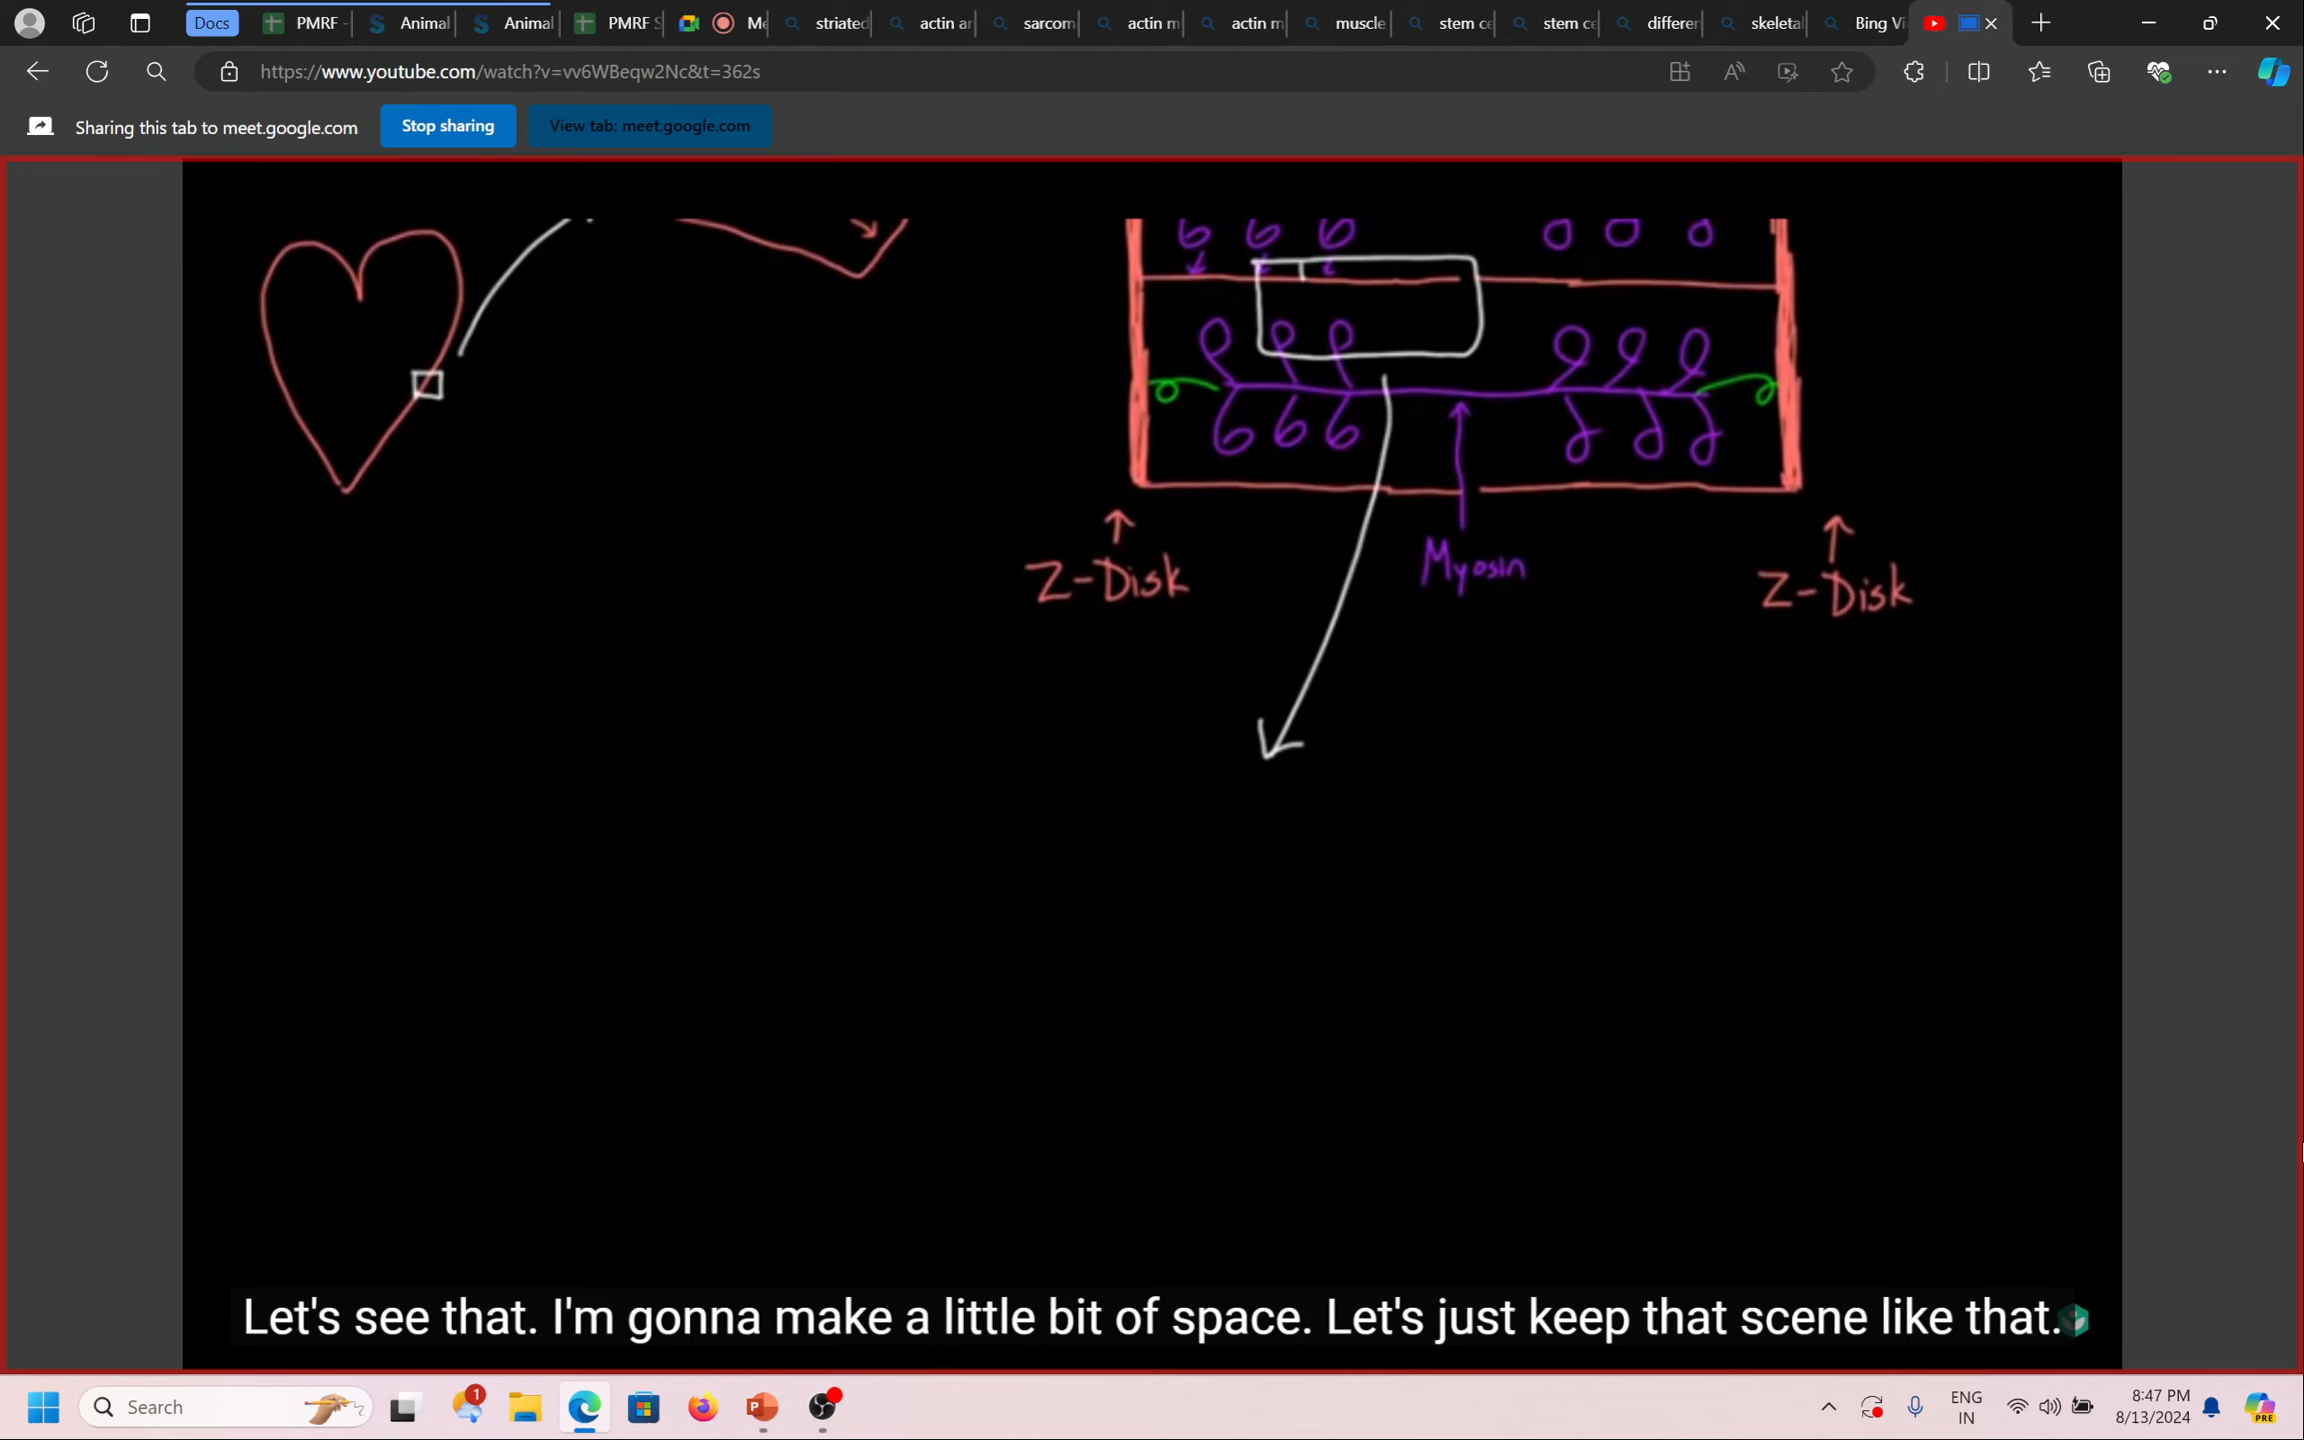 Docs PMRF - Animal Animal PMRF S Me striated actin ar sarcom actin m actin m muscle stem ce stem ce differen skeletal Bing Vi
https://www.youtube.com/watch?v=vv6WBeqw2Nc&t=362s
Sharing this tab to meet.google.com Stop sharing View tab: meet.google.com
Myosin
Z-Disk Z-Disk
Let's see that. I'm gonna make a little bit of space. Let's just keep that scene like that.
Search 1 ENG 8:47 PM
IN 8/13/2024 PRE